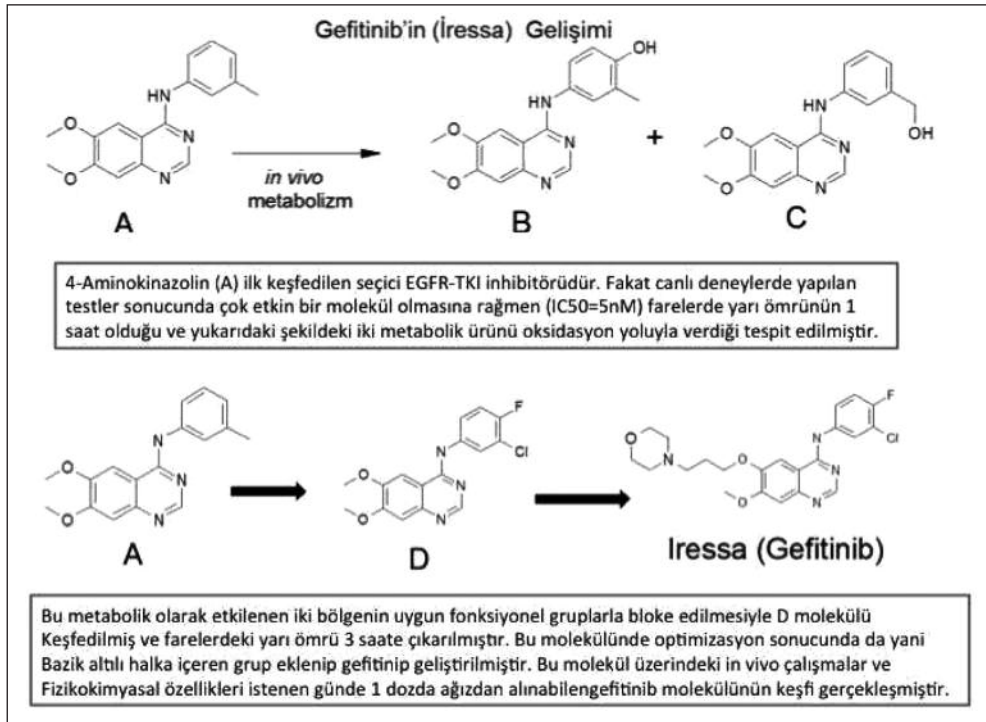 Gefitinib'in (İressa) Gelişimi
OH
HN
HN
HN
OH
O
O
N
N
O
O
N
N
+
O
O
N
N
in vivo
metabolizm
A
B
C
4-Aminokinazolin (A) ilk keşfedilen seçici EGFR-TKI inhibitörüdür. Fakat canlı deneylerde yapılan
testler sonucunda çok etkin bir molekül olmasına rağmen (IC50=5nM) farelerde yarı ömrünün 1
saat olduğu ve yukarıdaki şekildeki iki metabolik ürünü oksidasyon yoluyla verdiği tespit edilmiştir.
N
O
O
N
N
F
Cl
N
O
O
N
N
F
Cl
N
O
N
O
O
N
N
A
D
Iressa (Gefitinib)
Bu metabolik olarak etkilenen iki bölgenin uygun fonksiyonel gruplarla bloke edilmesiyle D molekülü
Keşfedilmiş ve farelerdeki yarı ömrü 3 saate çıkarılmıştır. Bu molekülünde optimizasyon sonucunda da yani
Bazik altılı halka içeren grup eklenip gefitinip geliştirilmiştir. Bu molekül üzerindeki in vivo çalışmalar ve
Fizikokimyasal özellikleri istenen günde 1 dozda ağızdan alınabilengefitinib molekülünün keşfi gerçekleşmiştir.